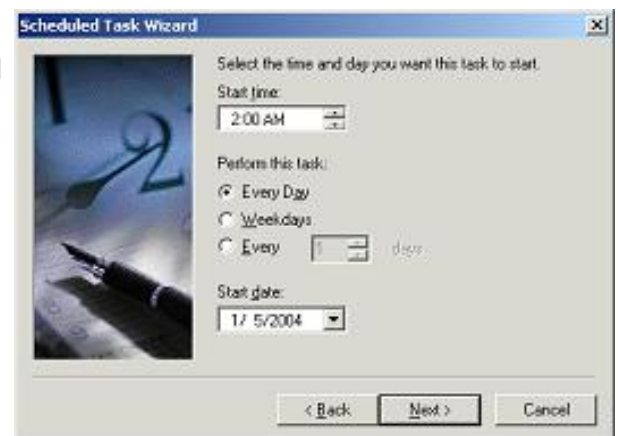 Scheduled Task Wizard
Select the time and day you want this task to start.
Start time:
2:00 AM
Perform this task:
Every Day
Weekdays
Every 1 days
Start date:
1/ 5/2004
< Back Next > Cancel